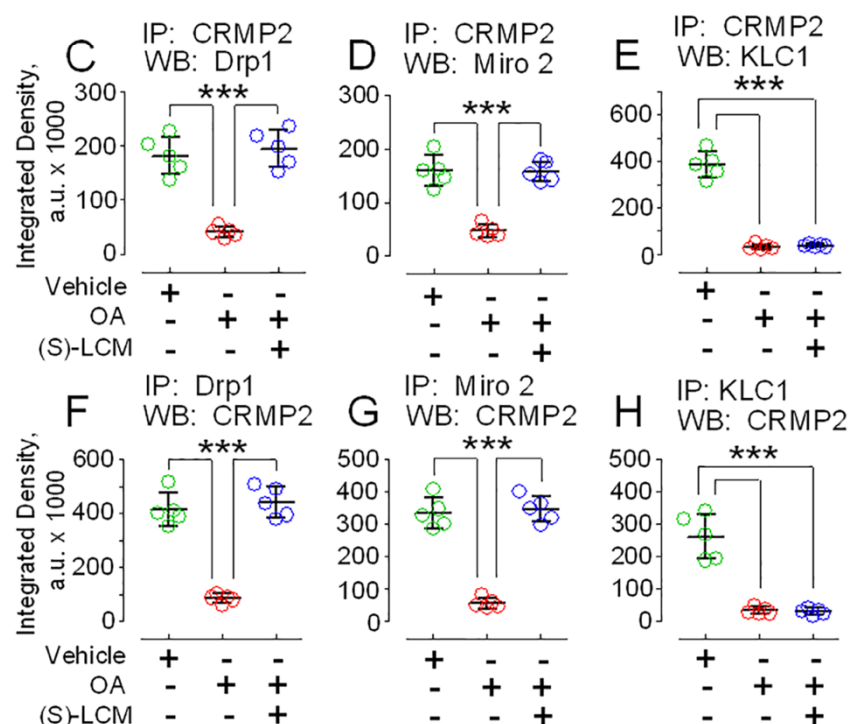 C IP: CRMP2 WB: Drp1
D IP: CRMP2 WB: Miro 2
E IP: CRMP2 WB: KLC1
Integrated Density, a.u. x 1000
300
200
100
0
***
300
200
100
0
***
600
400
200
0
***
Vehicle + - - + - - + - -
OA - + + - + + - + +
(S)-LCM - - + - - + - - +
F IP: Drp1 WB: CRMP2
G IP: Miro 2 WB: CRMP2
H IP: KLC1 WB: CRMP2
Integrated Density, a.u. x 1000
600
400
200
0
***
500
400
300
200
100
0
***
500
400
300
200
100
0
***
Vehicle + - - + - - + - -
OA - + + - + + - + +
(S)-LCM - - + - - + - - +